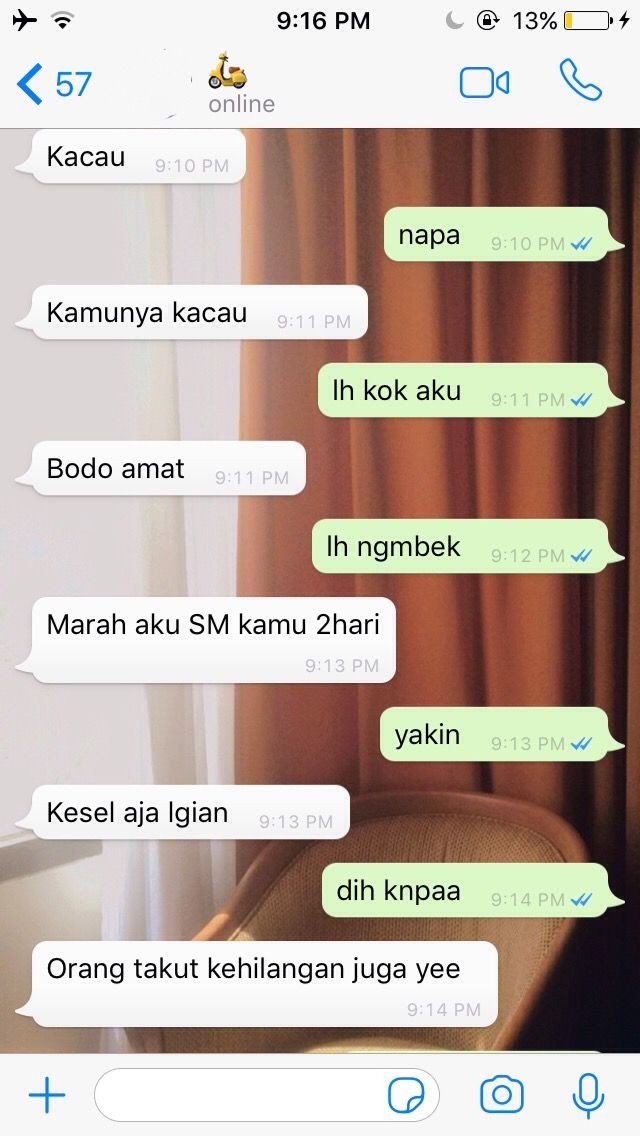 9:16 PM
13%
57
online
Kacau 9:10 PM
napa 9:10 PM
Kamunya kacau 9:11 PM
lh kok aku 9:11 PM
Bodo amat 9:11 PM
lh ngmbek 9:12 PM
Marah aku SM kamu 2hari
9:13 PM
yakin 9:13 PM
Kesel aja lgian 9:13 PM
dih knpaa 9:14 PM
Orang takut kehilangan juga yee
9:14 PM